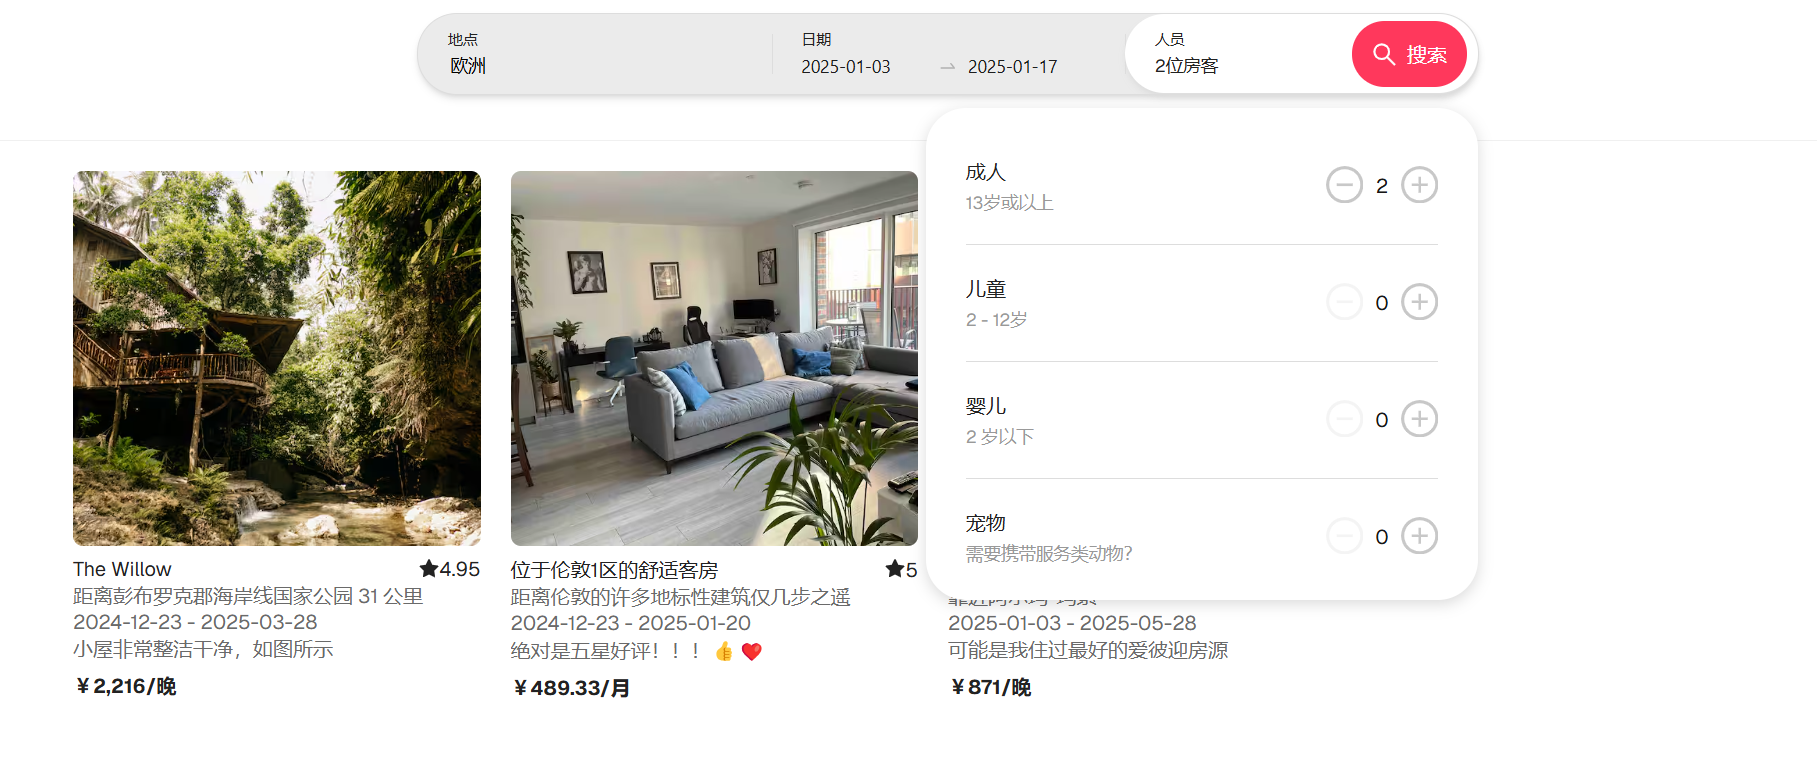 地点
欧洲
日期
2025-01-03
2025-01-17
人员
2位房客
搜索
成人
13岁或以上
2
儿童
2 - 12岁
0
婴儿
2 岁以下
0
宠物
需要携带服务类动物?
0
The Willow
★4.95
距离彭布罗克郡海岸线国家公园 31 公里
2024-12-23 - 2025-03-28
小屋非常整洁干净，如图所示
￥2,216/晚
位于伦敦1区的舒适客房
★5
距离伦敦的许多地标性建筑仅几步之遥
2024-12-23 - 2025-01-20
绝对是五星好评！！！👍❤️
￥489.33/月
2025-01-03 - 2025-05-28
可能是我住过最好的爱彼迎房源
￥871/晚